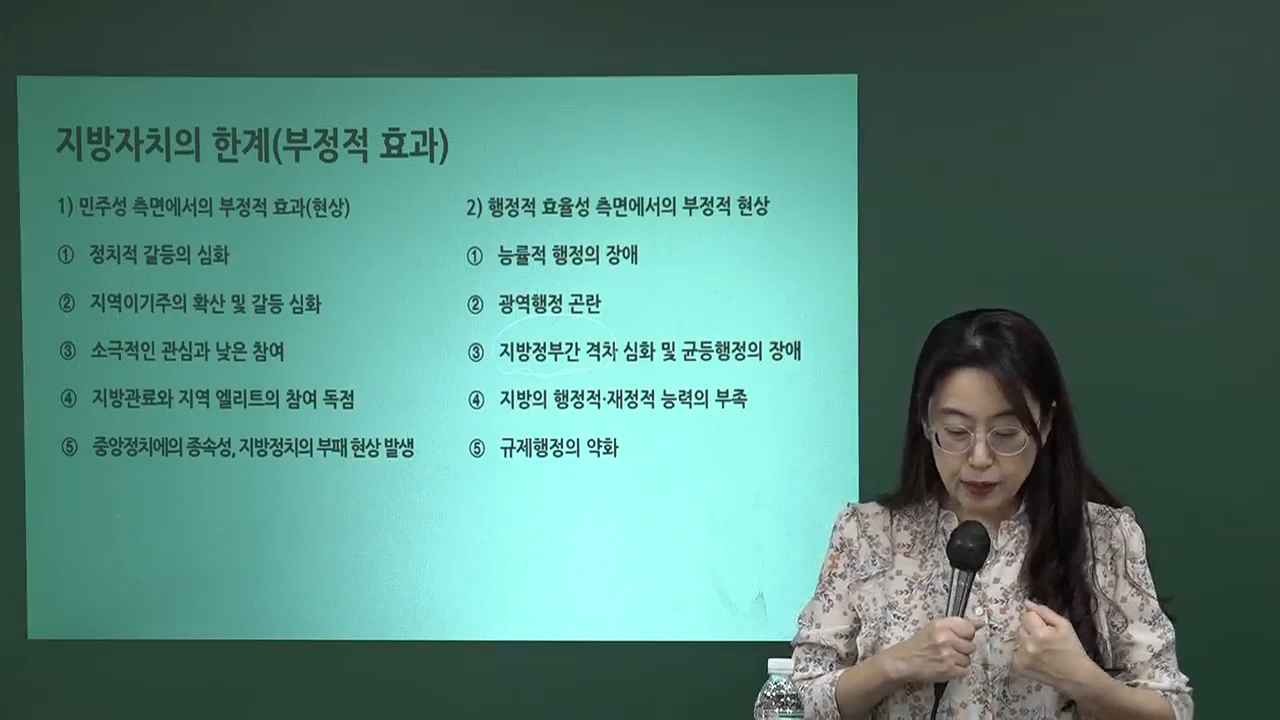 지방자치의 한계(부정적 효과)
1) 민주성 측면에서의 부정적 효과(현상)
① 정치적 갈등의 심화
② 지역이기주의 확산 및 갈등 심화
③ 소극적인 관심과 낮은 참여
④ 지방관료와 지역 엘리트의 참여 독점
⑤ 중앙정치에의 종속성, 지방정치의 부패 현상 발생
2) 행정적 효율성 측면에서의 부정적 현상
① 능률적 행정의 장애
② 광역행정 곤란
③ 지방정부간 격차 심화 및 균등행정의 장애
④ 지방의 행정적·재정적 능력의 부족
⑤ 규제행정의 약화